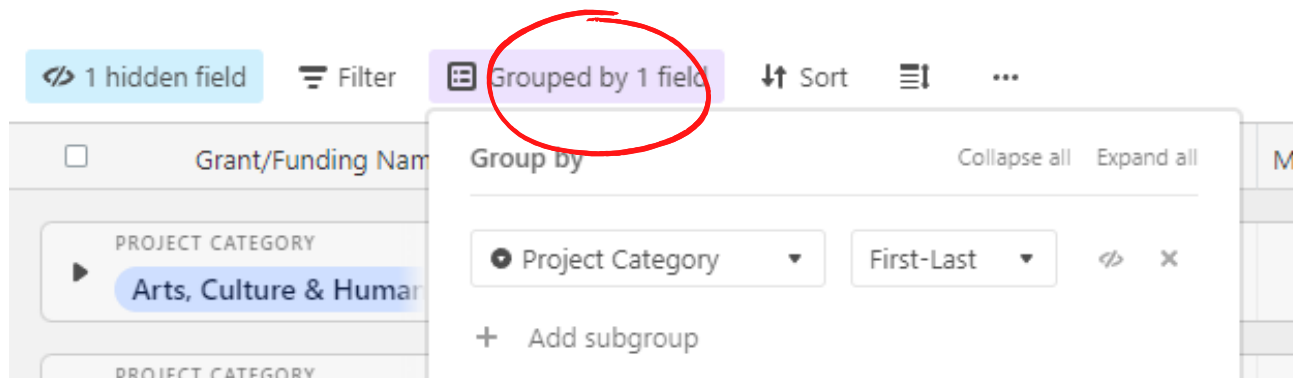 1 hidden field Filter Grouped by 1 field Sort
Grant/Funding Nam
Group by Collapse all Expand all M
PROJECT CATEGORY
Project Category First-Last
Arts, Culture & Human
Add subgroup
PROJECT CATEGORY